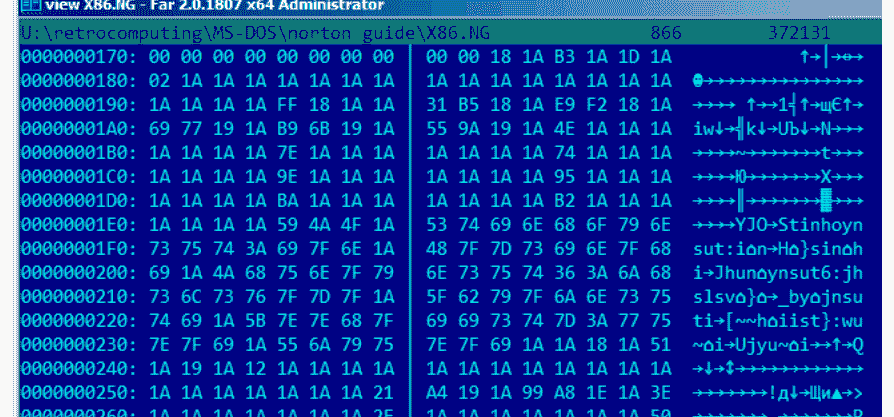 view X86.NG - Far 2.0.1807 x64 Administrator
U:\retrocomputing\MS-DOS\norton guide\X86.NG 866 372131
0000000170: 00 00 00 00 00 00 00 00 │ 00 00 18 1A B3 1A 1D 1A ↑→│→↔→
0000000180: 02 1A 1A 1A 1A 1A 1A 1A │ 1A 1A 1A 1A 1A 1A 1A 1A ☻→→→→→→→→→→→→→→→
0000000190: 1A 1A 1A 1A FF 18 1A 1A │ 31 B5 18 1A E9 F2 18 1A →→→→ ↑→→1╡↑→щЄ↑→
00000001A0: 69 77 19 1A B9 6B 19 1A │ 55 9A 19 1A 4E 1A 1A 1A iw↓→╣k↓→UЪ↓→N→→→
00000001B0: 1A 1A 1A 1A 7E 1A 1A 1A │ 1A 1A 1A 1A 74 1A 1A 1A →→→→~→→→→→→→t→→→
00000001C0: 1A 1A 1A 1A 9E 1A 1A 1A │ 1A 1A 1A 1A 95 1A 1A 1A →→→→Ю→→→→→→→Х→→→
00000001D0: 1A 1A 1A 1A BA 1A 1A 1A │ 1A 1A 1A 1A B2 1A 1A 1A →→→→║→→→→→→→▓→→→
00000001E0: 1A 1A 1A 1A 59 4A 4F 1A │ 53 74 69 6E 68 6F 79 6E →→→→YJO→Stinhoyn
00000001F0: 73 75 74 3A 69 7F 6E 1A │ 48 7F 7D 73 69 6E 7F 68 sut:i⌂n→H⌂}sin⌂h
0000000200: 69 1A 4A 68 75 6E 7F 79 │ 6E 73 75 74 36 3A 6A 68 i→Jhun⌂ynsut6:jh
0000000210: 73 6C 73 76 7F 7D 7F 1A │ 5F 62 79 7F 6A 6E 73 75 slsv⌂}⌂→_by⌂jnsu
0000000220: 74 69 1A 5B 7E 7E 68 7F │ 69 69 73 74 7D 3A 77 75 ti→[~~h⌂iist}:wu
0000000230: 7E 7F 69 1A 55 6A 79 75 │ 7E 7F 69 1A 1A 18 1A 51 ~⌂i→Ujyu~⌂i→→↑→Q
0000000240: 1A 19 1A 12 1A 1A 1A 1A │ 1A 1A 1A 1A 1A 1A 1A 1A →↓→↕→→→→→→→→→→→→
0000000250: 1A 1A 1A 1A 1A 1A 1A 21 │ A4 19 1A 99 A8 1E 1A 3E →→→→→→→!д↓→Щи▲→>